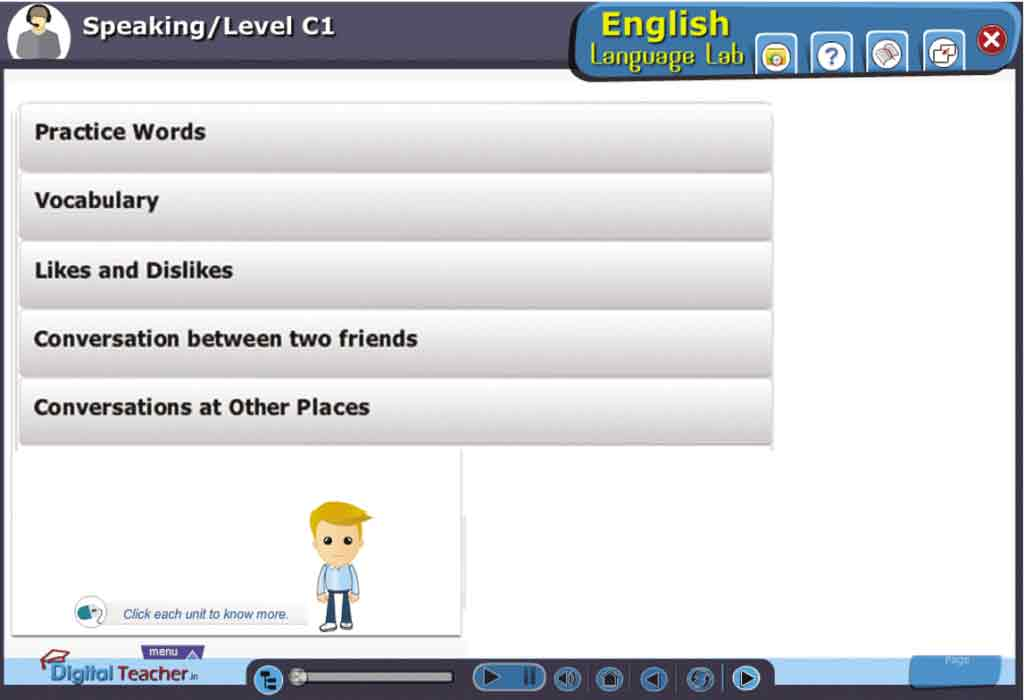 Speaking/Level C1
English
Language Lab
?
Practice Words
Vocabulary
Likes and Dislikes
Conversation between two friends
Conversations at Other Places
Click each unit to know more.
menu
Digital Teacher.in
Page